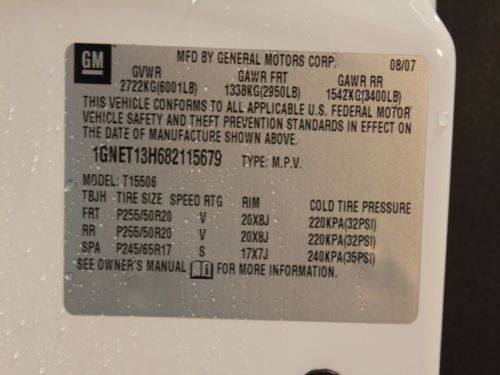 GM
MFD BY GENERAL MOTORS CORP. 08/07
GVWR GAWR FRT GAWR RR
2722KG(6001LB) 1338KG(2950LB) 1542KG(3400LB)
THIS VEHICLE CONFORMS TO ALL APPLICABLE U.S. FEDERAL MOTOR
VEHICLE SAFETY AND THEFT PREVENTION STANDARDS IN EFFECT ON
THE DATE OF MANUFACTURE SHOWN ABOVE.
1GNET13H682115679 TYPE: M.P.V.
MODEL: T15506
TBJH TIRE SIZE SPEED RTG RIM COLD TIRE PRESSURE
FRT P255/50R20 V 20X8J 220KPA(32PSI)
RR P255/50R20 V 20X8J 220KPA(32PSI)
SPA P245/65R17 S 17X7J 240KPA(35PSI)
SEE OWNER'S MANUAL FOR MORE INFORMATION.